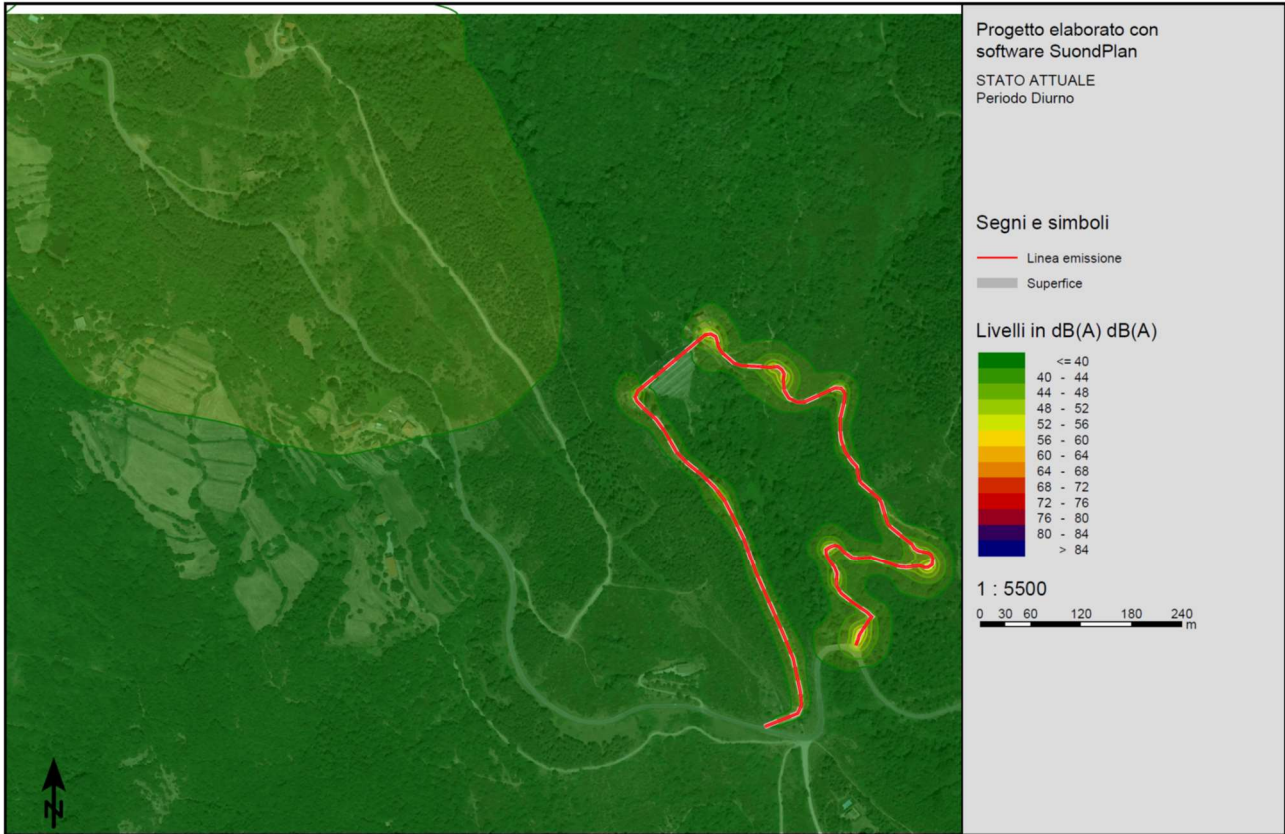 Progetto elaborato con
software SuondPlan
STATO ATTUALE
Periodo Diurno
Segni e simboli
Linea emissione
Superfice
Livelli in dB(A) dB(A)
<= 40
40 - 44
44 - 48
48 - 52
52 - 56
56 - 60
60 - 64
64 - 68
68 - 72
72 - 76
76 - 80
80 - 84
> 84
1 : 5500
0 30 60 120 180 240
m
N